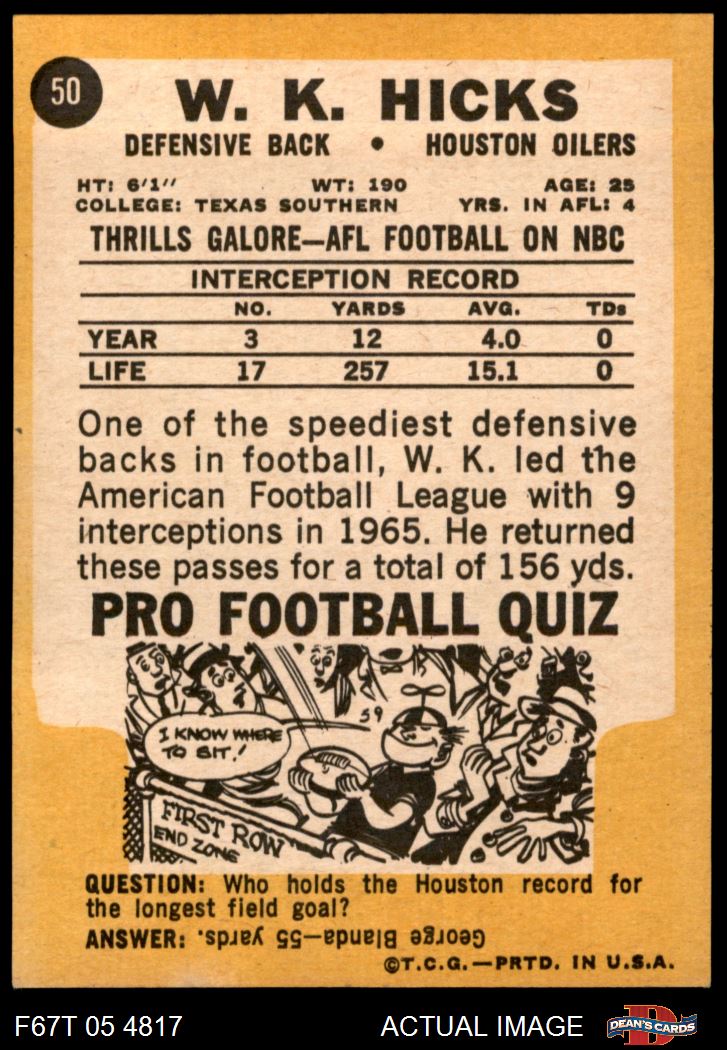 50
W. K. HICKS
DEFENSIVE BACK • HOUSTON OILERS
HT: 6'1" WT: 190 AGE: 25
COLLEGE: TEXAS SOUTHERN YRS. IN AFL: 4
THRILLS GALORE—AFL FOOTBALL ON NBC
INTERCEPTION RECORD
NO. YARDS AVG. TDs
YEAR 3 12 4.0 0
LIFE 17 257 15.1 0
One of the speediest defensive
backs in football, W. K. led the
American Football League with 9
interceptions in 1965. He returned
these passes for a total of 156 yds.
PRO FOOTBALL QUIZ
59
I KNOW WHERE
TO SIT!
FIRST ROW
END ZONE
QUESTION: Who holds the Houston record for
the longest field goal?
ANSWER: George Blanda—55 yards.
©T.C.G.—PRTD. IN U.S.A.
F67T 05 4817 ACTUAL IMAGE
D
DEAN'S CARDS